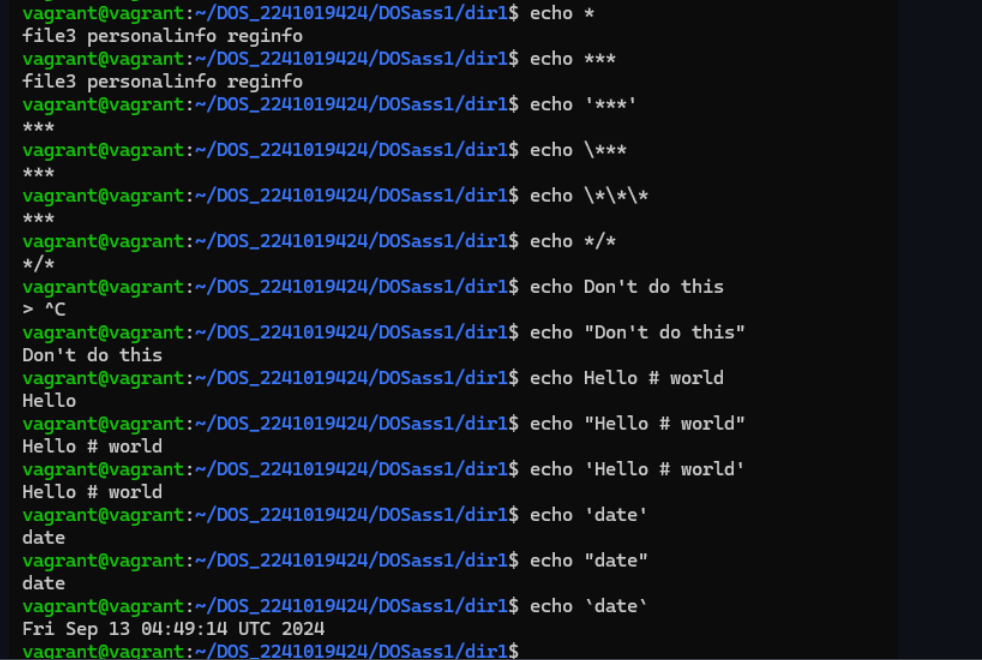 vagrant@vagrant:~/DOS_2241019424/DOSass1/dir1$ echo *
file3 personalinfo reginfo
vagrant@vagrant:~/DOS_2241019424/DOSass1/dir1$ echo ***
file3 personalinfo reginfo
vagrant@vagrant:~/DOS_2241019424/DOSass1/dir1$ echo '***'
***
vagrant@vagrant:~/DOS_2241019424/DOSass1/dir1$ echo \***
***
vagrant@vagrant:~/DOS_2241019424/DOSass1/dir1$ echo \*\*\*
***
vagrant@vagrant:~/DOS_2241019424/DOSass1/dir1$ echo */*
*/*
vagrant@vagrant:~/DOS_2241019424/DOSass1/dir1$ echo Don't do this
> ^C
vagrant@vagrant:~/DOS_2241019424/DOSass1/dir1$ echo "Don't do this"
Don't do this
vagrant@vagrant:~/DOS_2241019424/DOSass1/dir1$ echo Hello # world
Hello
vagrant@vagrant:~/DOS_2241019424/DOSass1/dir1$ echo "Hello # world"
Hello # world
vagrant@vagrant:~/DOS_2241019424/DOSass1/dir1$ echo 'Hello # world'
Hello # world
vagrant@vagrant:~/DOS_2241019424/DOSass1/dir1$ echo 'date'
date
vagrant@vagrant:~/DOS_2241019424/DOSass1/dir1$ echo "date"
date
vagrant@vagrant:~/DOS_2241019424/DOSass1/dir1$ echo `date`
Fri Sep 13 04:49:14 UTC 2024
vagrant@vagrant:~/DOS_2241019424/DOSass1/dir1$